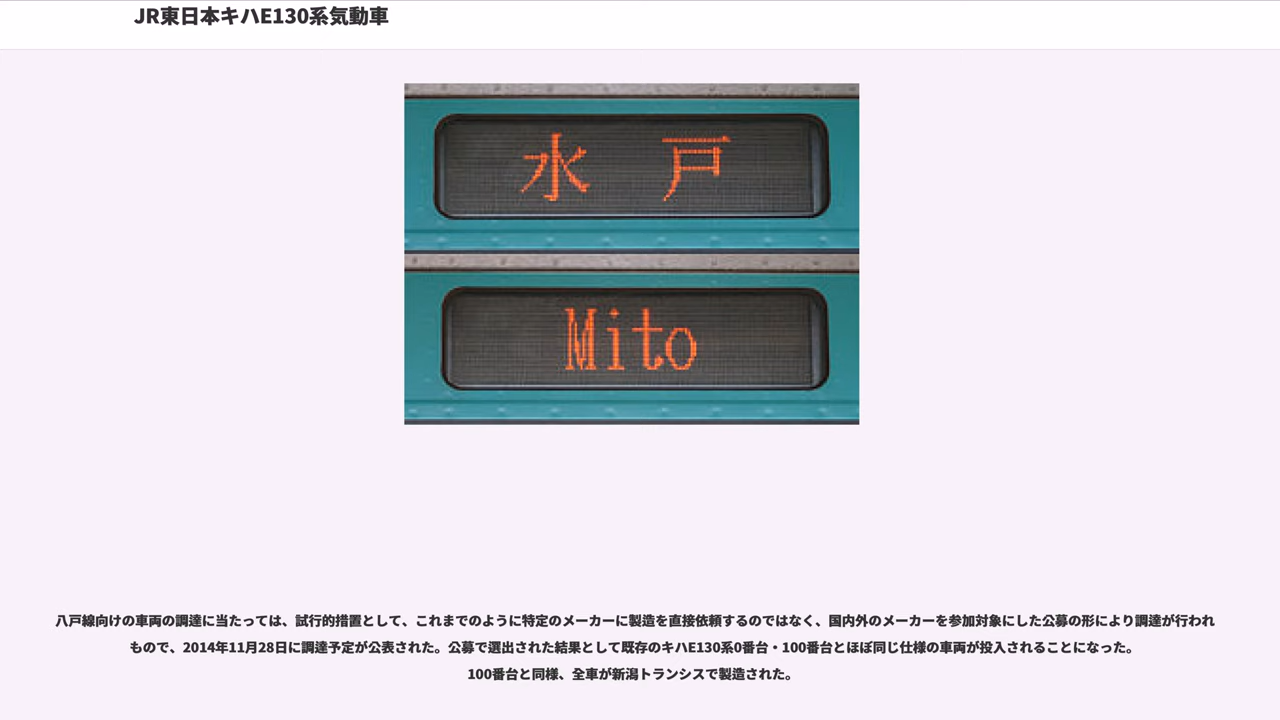 JR東日本キハE130系気動車
水戸
Mito
八戸線向けの車両の調達に当たっては、試行的措置として、これまでのように特定のメーカーに製造を直接依頼するのではなく、国内外のメーカーを参加対象にした公募の形により調達が行われ
もので、2014年11月28日に調達予定が公表された。公募で選出された結果として既存のキハE130系0番台・100番台とほぼ同じ仕様の車両が投入されることになった。
100番台と同様、全車が新潟トランシスで製造された。